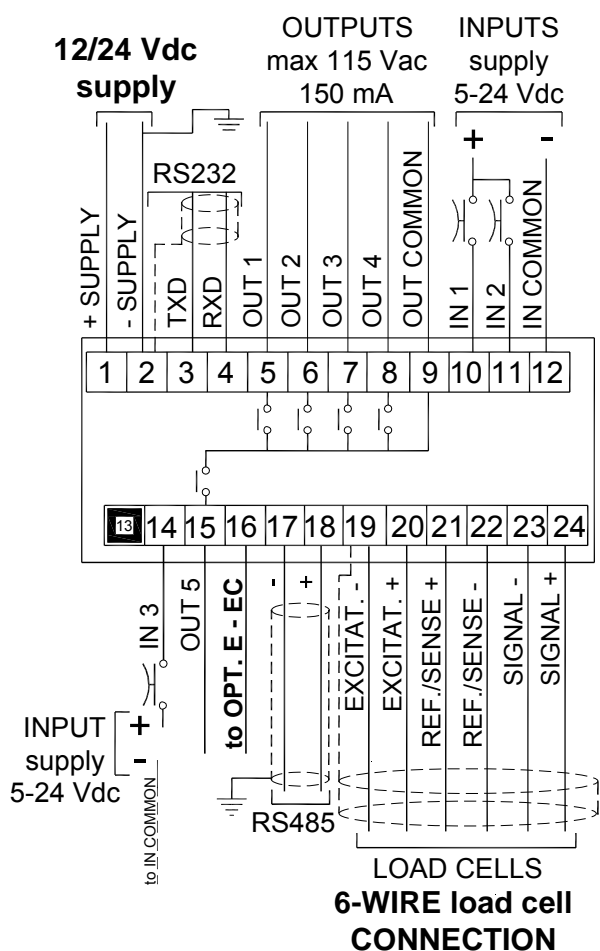 12/24 Vdc
supply
OUTPUTS
max 115 Vac
150 mA
INPUTS
supply
5-24 Vdc
+
-
RS232
+ SUPPLY
- SUPPLY
TXD
RXD
OUT 1
OUT 2
OUT 3
OUT 4
OUT COMMON
IN 1
IN 2
IN COMMON
1 2 3 4 5 6 7 8 9 10 11 12
13 14 15 16 17 18 19 20 21 22 23 24
IN 3
OUT 5
to OPT. E - EC
-
+
EXCITAT. -
EXCITAT. +
REF./SENSE +
REF./SENSE -
SIGNAL -
SIGNAL +
INPUT
supply
5-24 Vdc
+
-
to IN COMMON
RS485
LOAD CELLS
6-WIRE load cell
CONNECTION